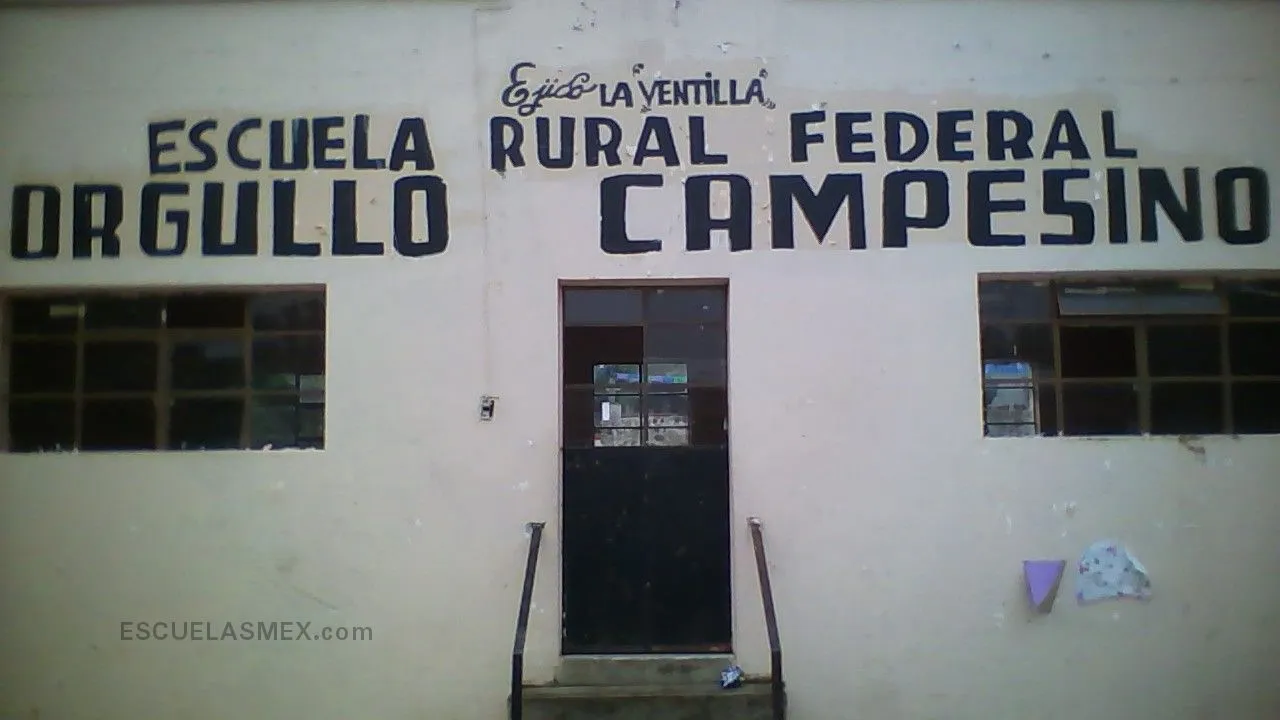 Ejido LA "VENTILLA"
ESCUELA RURAL FEDERAL
ORGULLO CAMPESINO
ESCUELASMEX.com